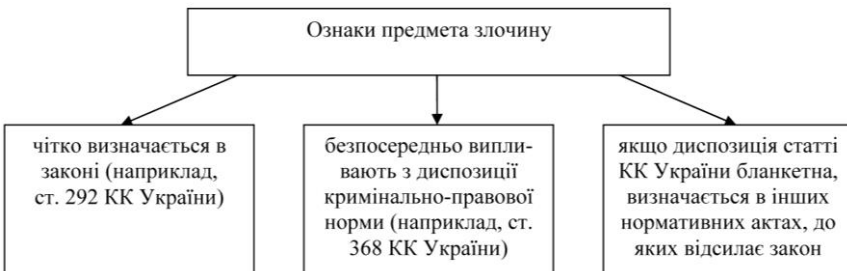 Ознаки предмета злочину
чітко визначається в
законі (наприклад,
ст. 292 КК України)
безпосередньо випли-
вають з диспозиції
кримінально-правової
норми (наприклад, ст.
368 КК України)
якщо диспозиція статті
КК України бланкетна,
визначається в інших
нормативних актах, до
яких відсилає закон